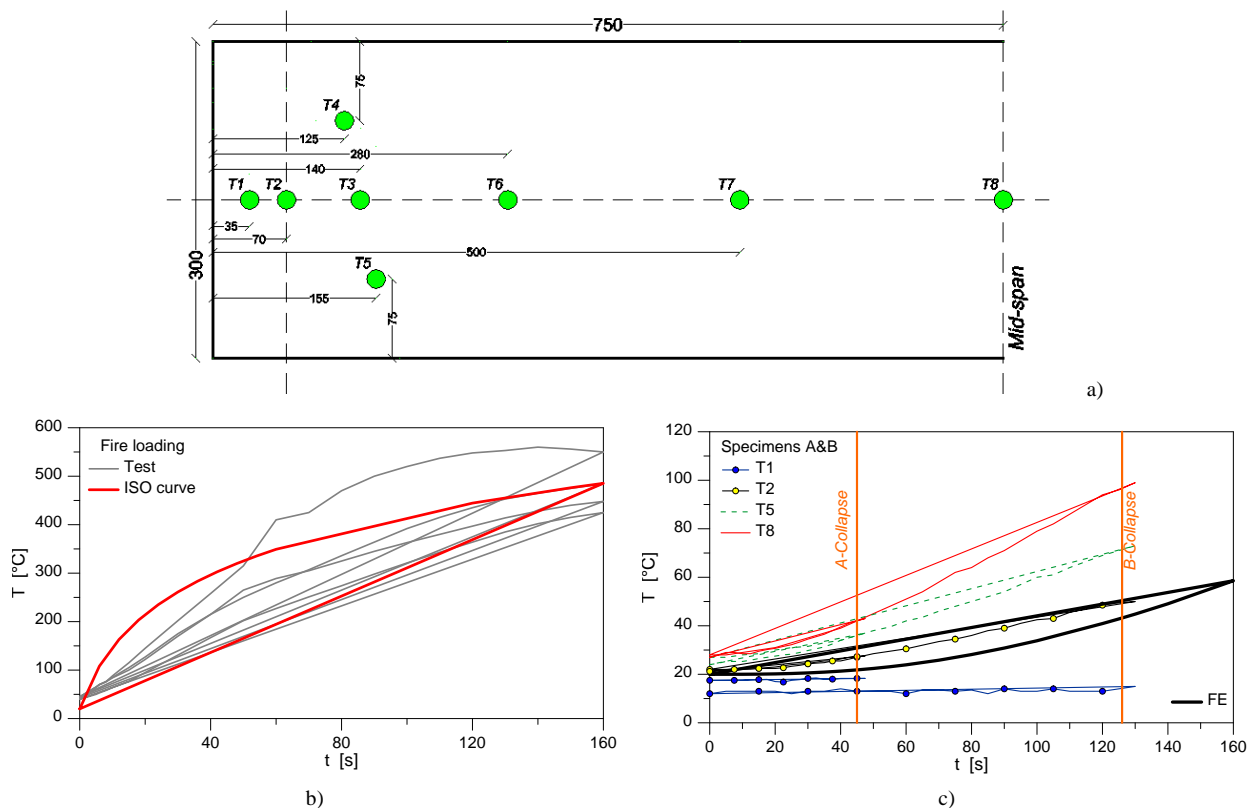 750
75
T4
125
280
140
T1 T2 T3 T6 T7 T8
35
70
500
300
T5
155
75
Mid-span
a)
600
500
400
300
200
100
0
T [°C]
Fire loading
Test
ISO curve
0 40 80 120 160
t [s]
b)
120
100
80
60
40
20
0
T [°C]
Specimens A&B
T1
T2
T5
T8
A-Collapse
B-Collapse
FE
0 20 40 60 80 100 120 140 160
t [s]
c)